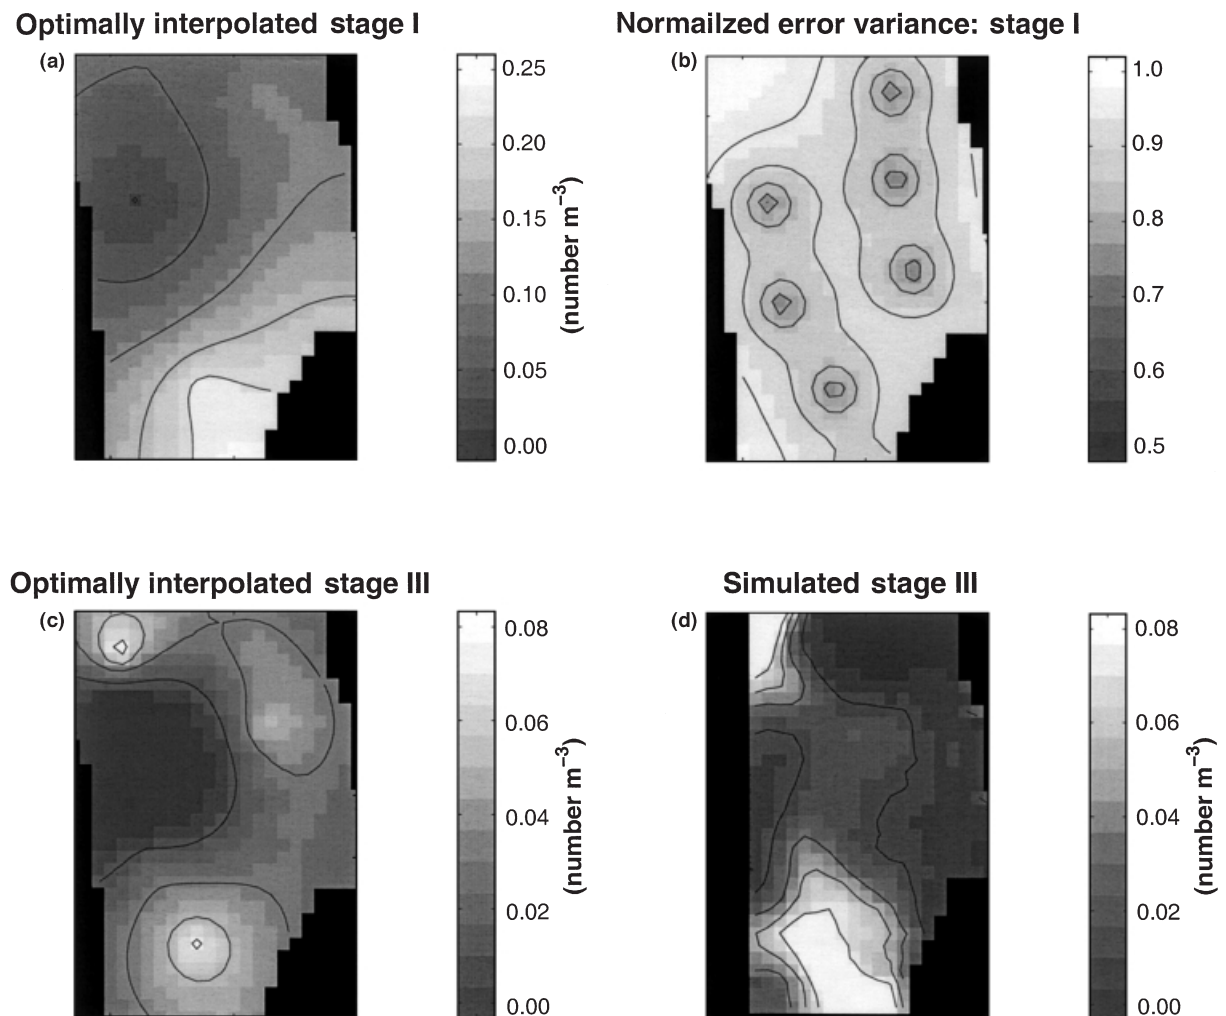 Optimally interpolated stage I
(a)
0.25
0.20
0.15
0.10
0.05
0.00
(number m⁻³)
Normailzed error variance: stage I
(b)
1.0
0.9
0.8
0.7
0.6
0.5
Optimally interpolated stage III
(c)
0.08
0.06
0.04
0.02
0.00
(number m⁻³)
Simulated stage III
(d)
0.08
0.06
0.04
0.02
0.00
(number m⁻³)